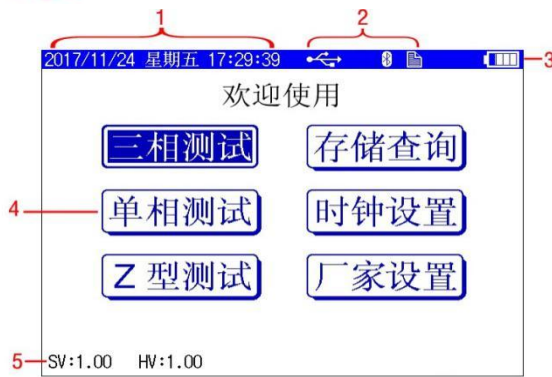 1
2
2017/11/24 星期五 17:29:39
3
欢迎使用
三相测试 存储查询
4
单相测试 时钟设置
Z 型测试 厂家设置
5
SV:1.00 HV:1.00